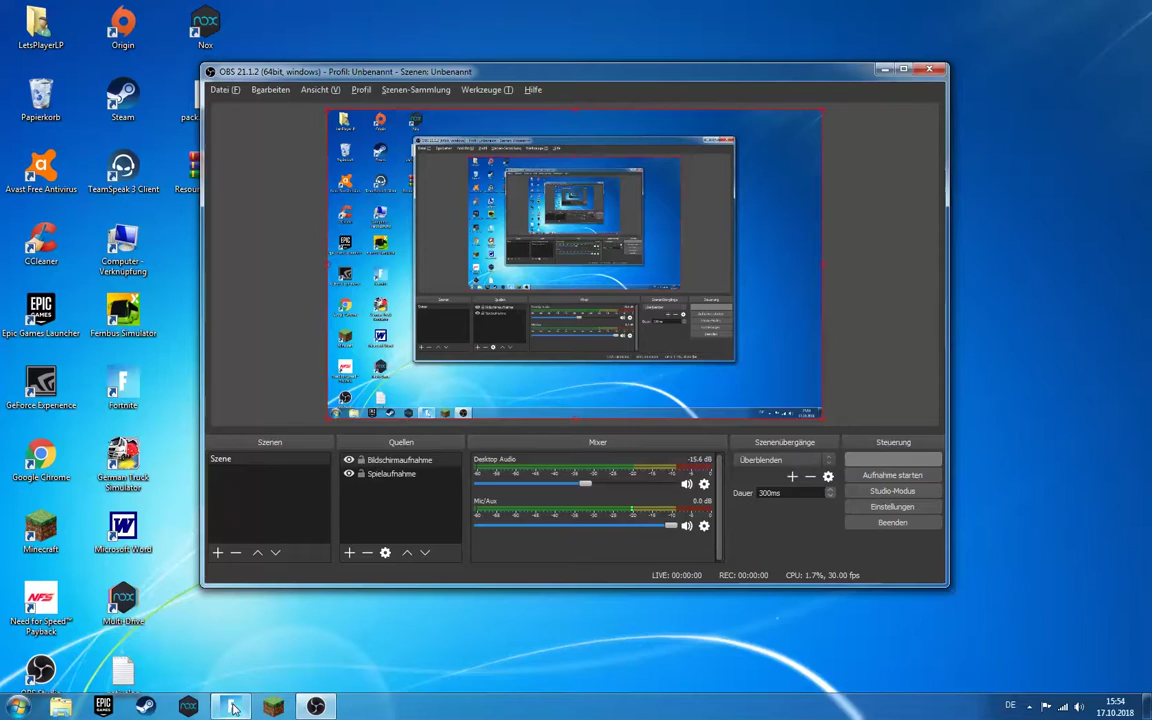 LetsPlayerLP
Origin
Nox
Papierkorb
Steam
pack.
Avast Free Antivirus
TeamSpeak 3 Client
Resour
CCleaner
Computer -
Verknüpfung
Epic Games Launcher
Fernbus Simulator
GeForce Experience
Fortnite
Google Chrome
German Truck
Simulator
Minecraft
Microsoft Word
Need for Speed™
Payback
Multi-Drive
OBS 21.1.2 (64bit, windows) - Profil: Unbenannt - Szenen: Unbenannt
Datei (F) Bearbeiten Ansicht (V) Profil Szenen-Sammlung Werkzeuge (T) Hilfe
Szenen Quellen Mixer Szenenübergänge Steuerung
Szene
Bildschirmaufnahme
Spielaufnahme
Desktop Audio -15.6 dB
Mic/Aux 0.0 dB
Überblenden
Dauer 300ms
Aufnahme starten
Studio-Modus
Einstellungen
Beenden
LIVE: 00:00:00 REC: 00:00:00 CPU: 1.7%, 30.00 fps
DE
15:54
17.10.2018